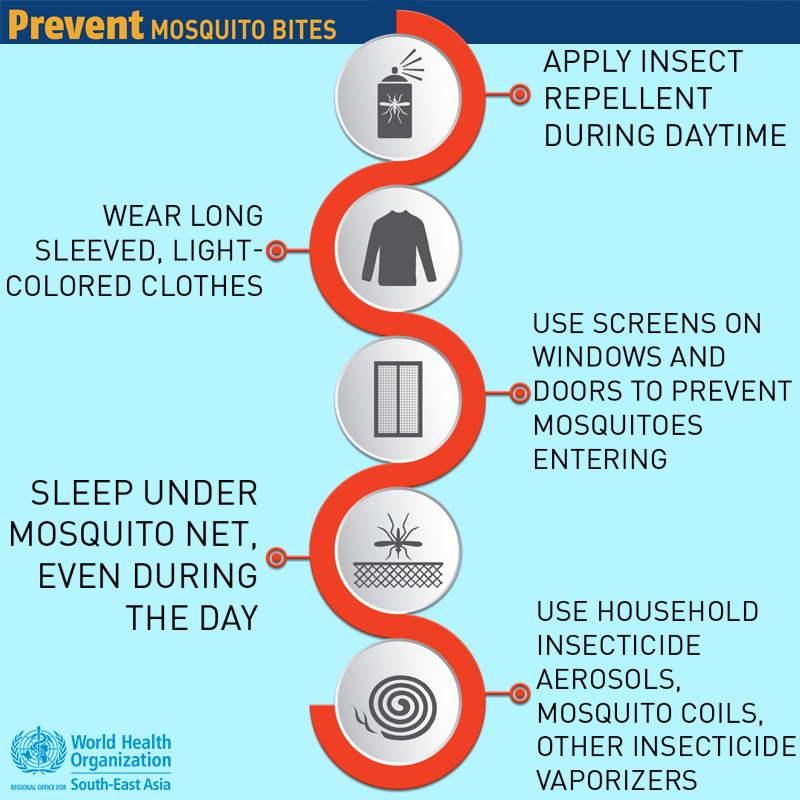 Prevent MOSQUITO BITES
APPLY INSECT
REPELLENT
DURING DAYTIME
WEAR LONG
SLEEVED, LIGHT-
COLORED CLOTHES
USE SCREENS ON
WINDOWS AND
DOORS TO PREVENT
MOSQUITOES
ENTERING
SLEEP UNDER
MOSQUITO NET,
EVEN DURING
THE DAY
USE HOUSEHOLD
INSECTICIDE
AEROSOLS,
MOSQUITO COILS,
OTHER INSECTICIDE
VAPORIZERS
World Health
Organization
REGIONAL OFFICE FOR South-East Asia